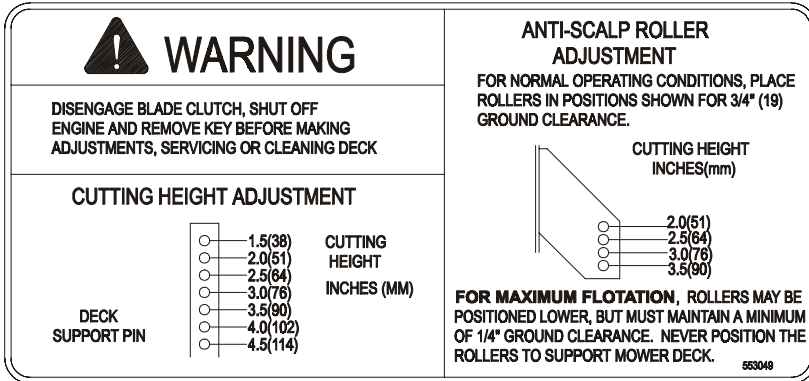 WARNING
DISENGAGE BLADE CLUTCH, SHUT OFF
ENGINE AND REMOVE KEY BEFORE MAKING
ADJUSTMENTS, SERVICING OR CLEANING DECK
CUTTING HEIGHT ADJUSTMENT
1.5(38)
2.0(51)
2.5(64)
3.0(76)
3.5(90)
4.0(102)
4.5(114)
CUTTING
HEIGHT
INCHES (MM)
DECK
SUPPORT PIN
ANTI-SCALP ROLLER
ADJUSTMENT
FOR NORMAL OPERATING CONDITIONS, PLACE
ROLLERS IN POSITIONS SHOWN FOR 3/4" (19)
GROUND CLEARANCE.
CUTTING HEIGHT
INCHES(mm)
2.0(51)
2.5(64)
3.0(76)
3.5(90)
FOR MAXIMUM FLOTATION, ROLLERS MAY BE
POSITIONED LOWER, BUT MUST MAINTAIN A MINIMUM
OF 1/4" GROUND CLEARANCE. NEVER POSITION THE
ROLLERS TO SUPPORT MOWER DECK.
553049